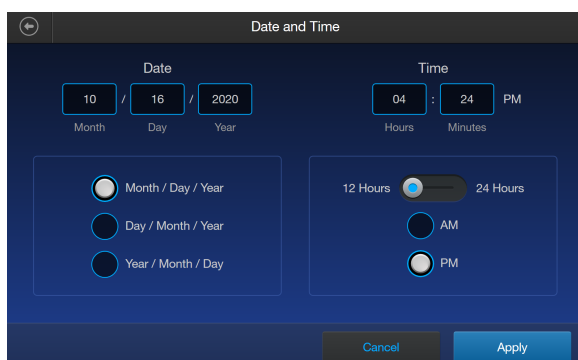 Date and Time
Date
10 / 16 / 2020
Month Day Year
Time
04 : 24 PM
Hours Minutes
Month / Day / Year
Day / Month / Year
Year / Month / Day
12 Hours 24 Hours
AM
PM
Cancel
Apply